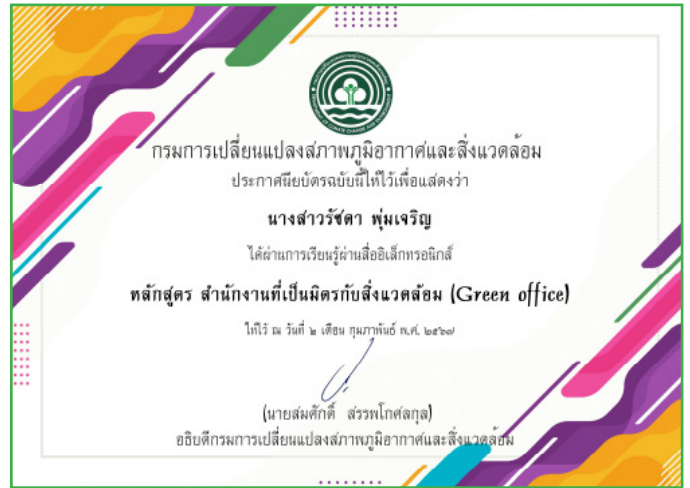 กรมการเปลี่ยนแปลงสภาพภูมิอากาศและสิ่งแวดล้อม
ประกาศนียบัตรฉบับนี้ให้ไว้เพื่อแสดงว่า
นางสาวรัชดา พุ่มเจริญ
ได้ผ่านการเรียนรู้ผ่านสื่ออิเล็กทรอนิกส์
หลักสูตร สำนักงานที่เป็นมิตรกับสิ่งแวดล้อม (Green office)
ให้ไว้ ณ วันที่ ๒ เดือน กุมภาพันธ์ พ.ศ. ๒๕๖๗
(นายสมศักดิ์ สรรพโกศลกุล)
อธิบดีกรมการเปลี่ยนแปลงสภาพภูมิอากาศและสิ่งแวดล้อม